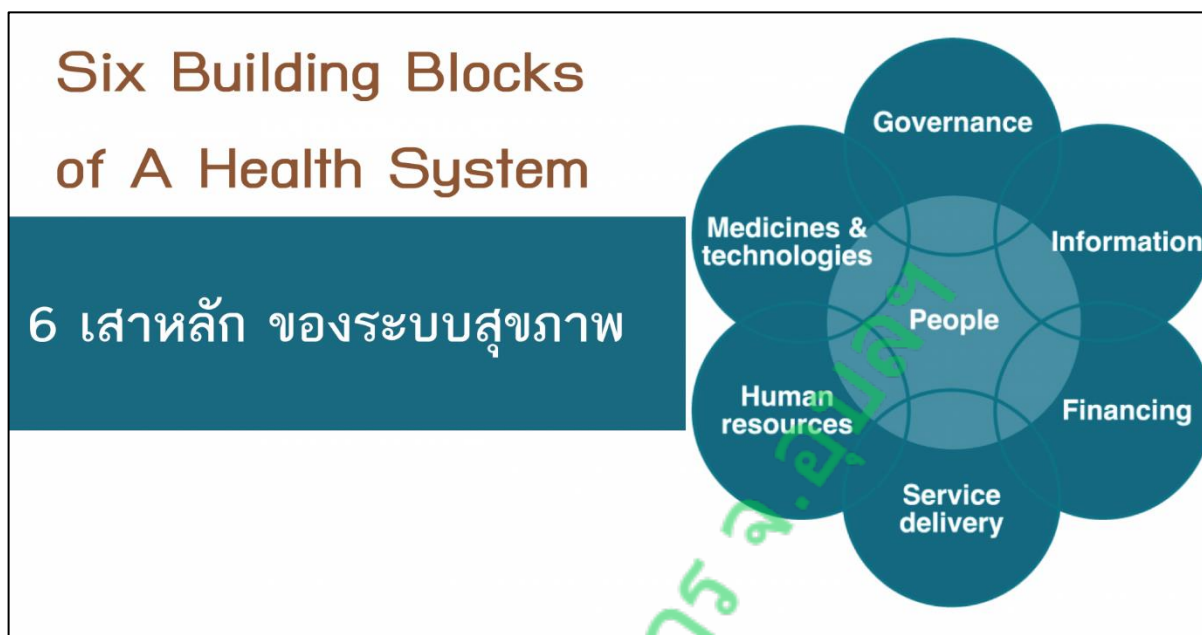 Six Building Blocks
of A Health System
6 เสาหลัก ของระบบสุขภาพ
Governance
Medicines &
technologies
Information
People
Human
resources
Financing
Service
delivery